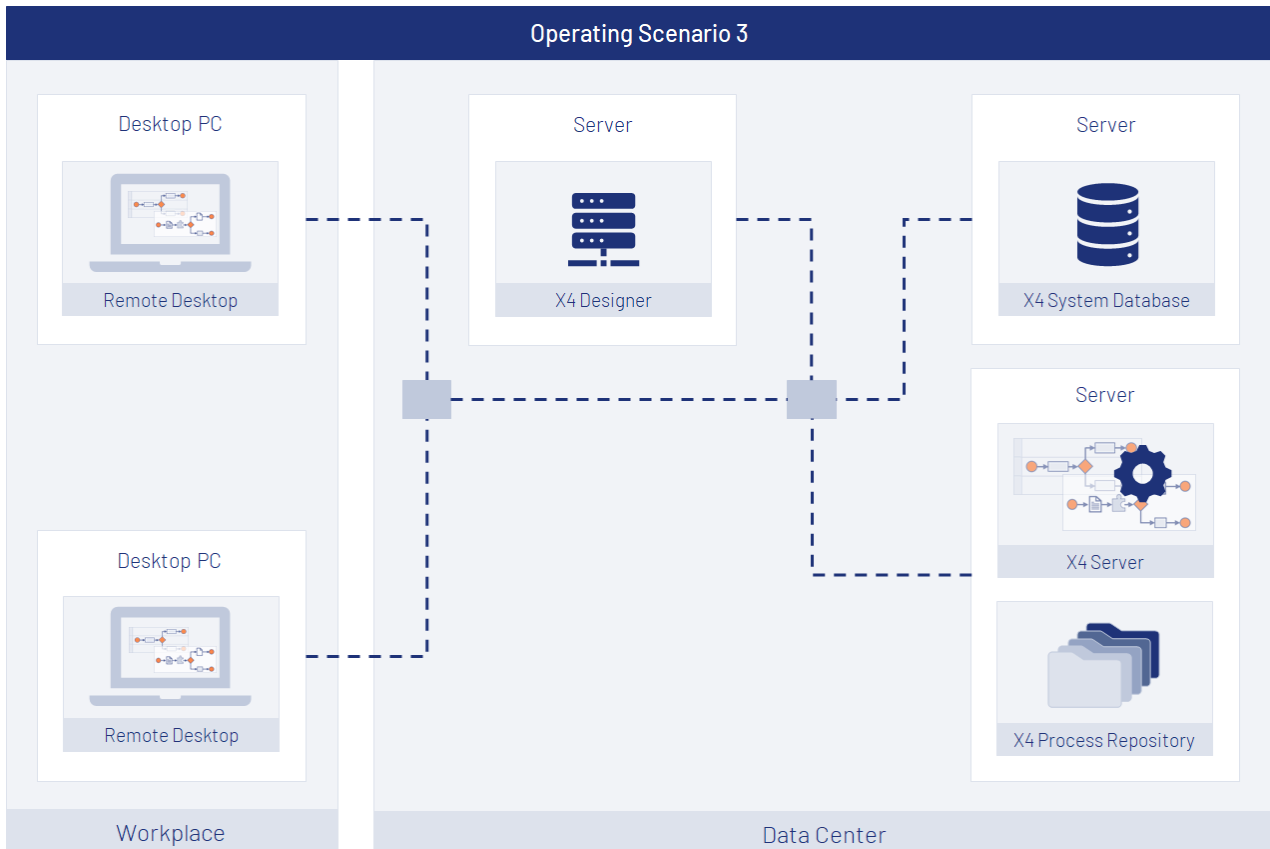 Operating Scenario 3
Desktop PC
Remote Desktop
Desktop PC
Remote Desktop
Workplace
Server
X4 Designer
Server
X4 System Database
Server
X4 Server
X4 Process Repository
Data Center